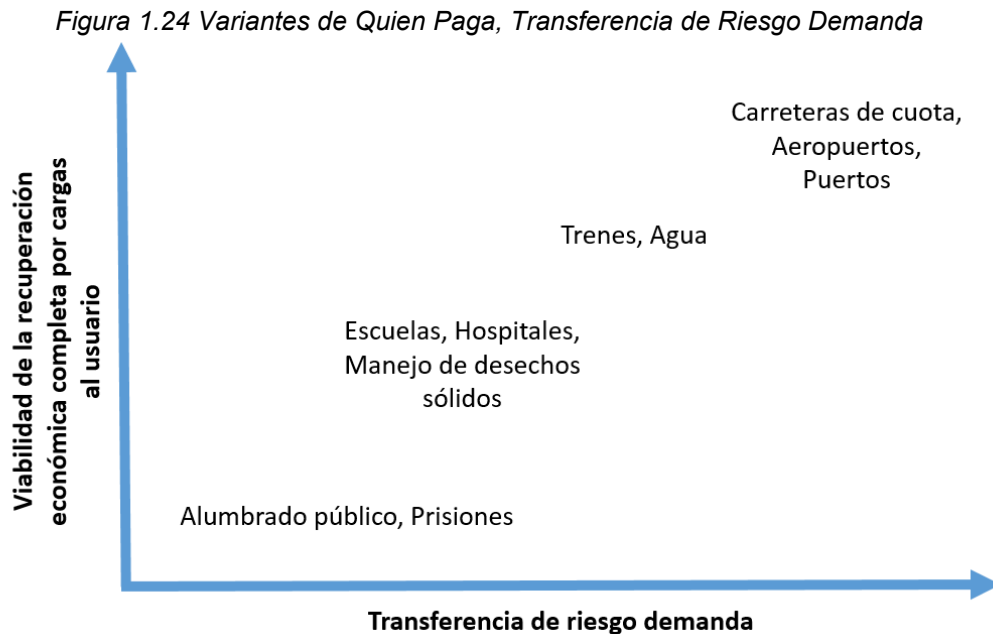 Figura 1.24 Variantes de Quien Paga, Transferencia de Riesgo Demanda
Viabilidad de la recuperación
económica completa por cargas
al usuario
Carreteras de cuota,
Aeropuertos,
Puertos
Trenes, Agua
Escuelas, Hospitales,
Manejo de desechos
sólidos
Alumbrado público, Prisiones
Transferencia de riesgo demanda